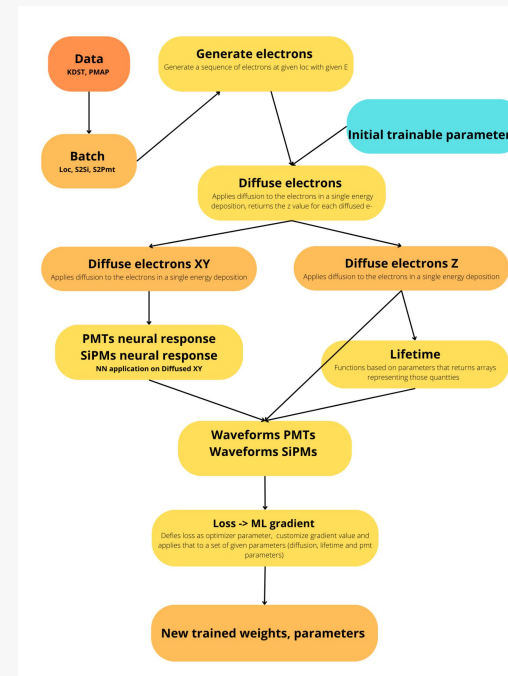 Data
KDST, PMAP
Generate electrons
Generate a sequence of electrons at given loc with given E
Initial trainable parameter
Batch
Loc, S2Si, S2Pmt
Diffuse electrons
Applies diffusion to the electrons in a single energy
deposition, retiurns the z value for each diffused e-
Diffuse electrons XY
Applies diffusion to the electrons in a single energy deposition
Diffuse electrons Z
Applies diffusion to the electrons in a single energy deposition
PMTs neural response
SiPMs neural response
NN application on Diffused XY
Lifetime
Functions based on parameters that returns arrays
representing those quantties
Waveforms PMTs
Waveforms SiPMs
Loss -> ML gradient
Defies loss as optimizer parameter, customize gradient value and
applies that to a set of given parameters (diffusion, lifetime and pmt
parameters)
New trained weights, parameters